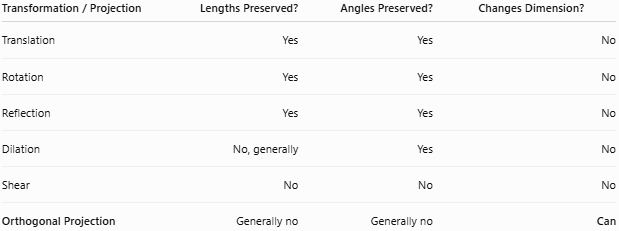 Transformation / Projection Lengths Preserved? Angles Preserved? Changes Dimension?
Translation Yes Yes No
Rotation Yes Yes No
Reflection Yes Yes No
Dilation No, generally Yes No
Shear No No No
Orthogonal Projection Generally no Generally no Can